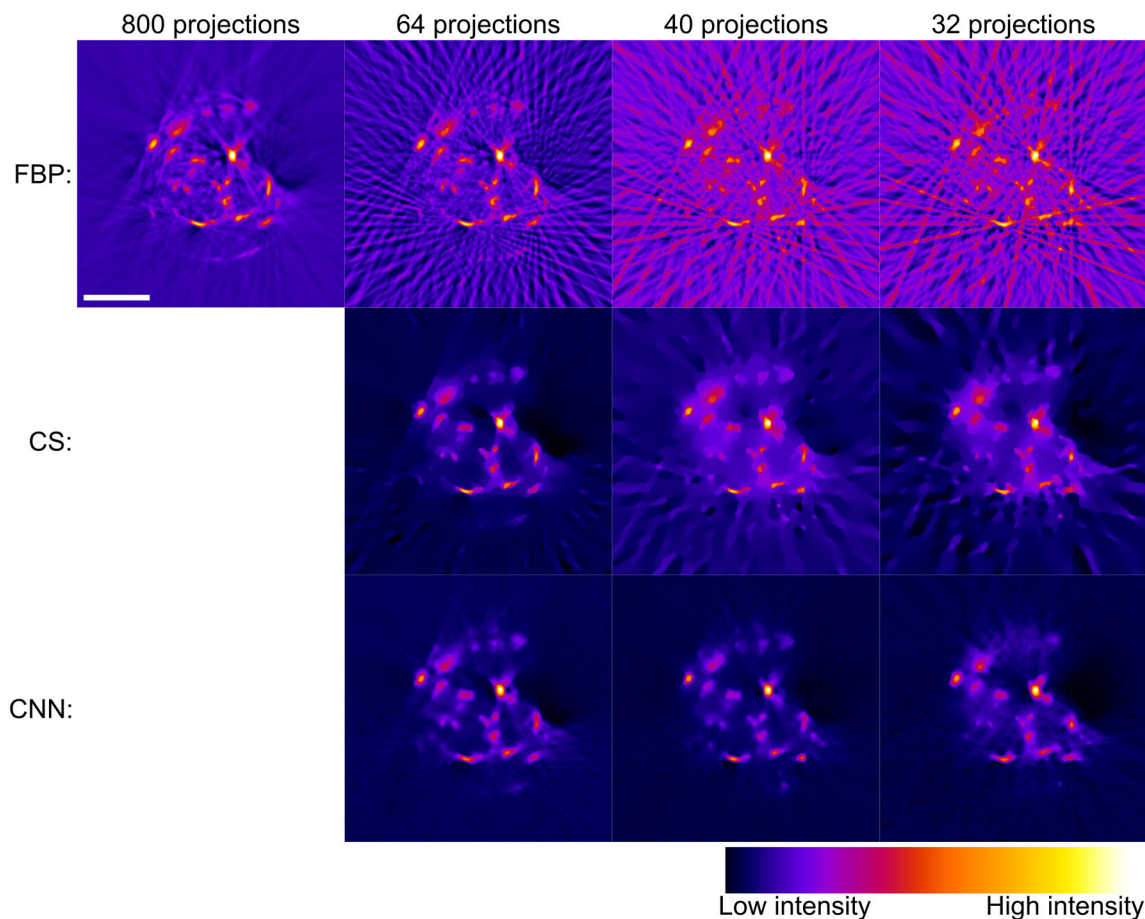 800 projections
64 projections
40 projections
32 projections
FBP:
CS:
CNN:
Low intensity
High intensity